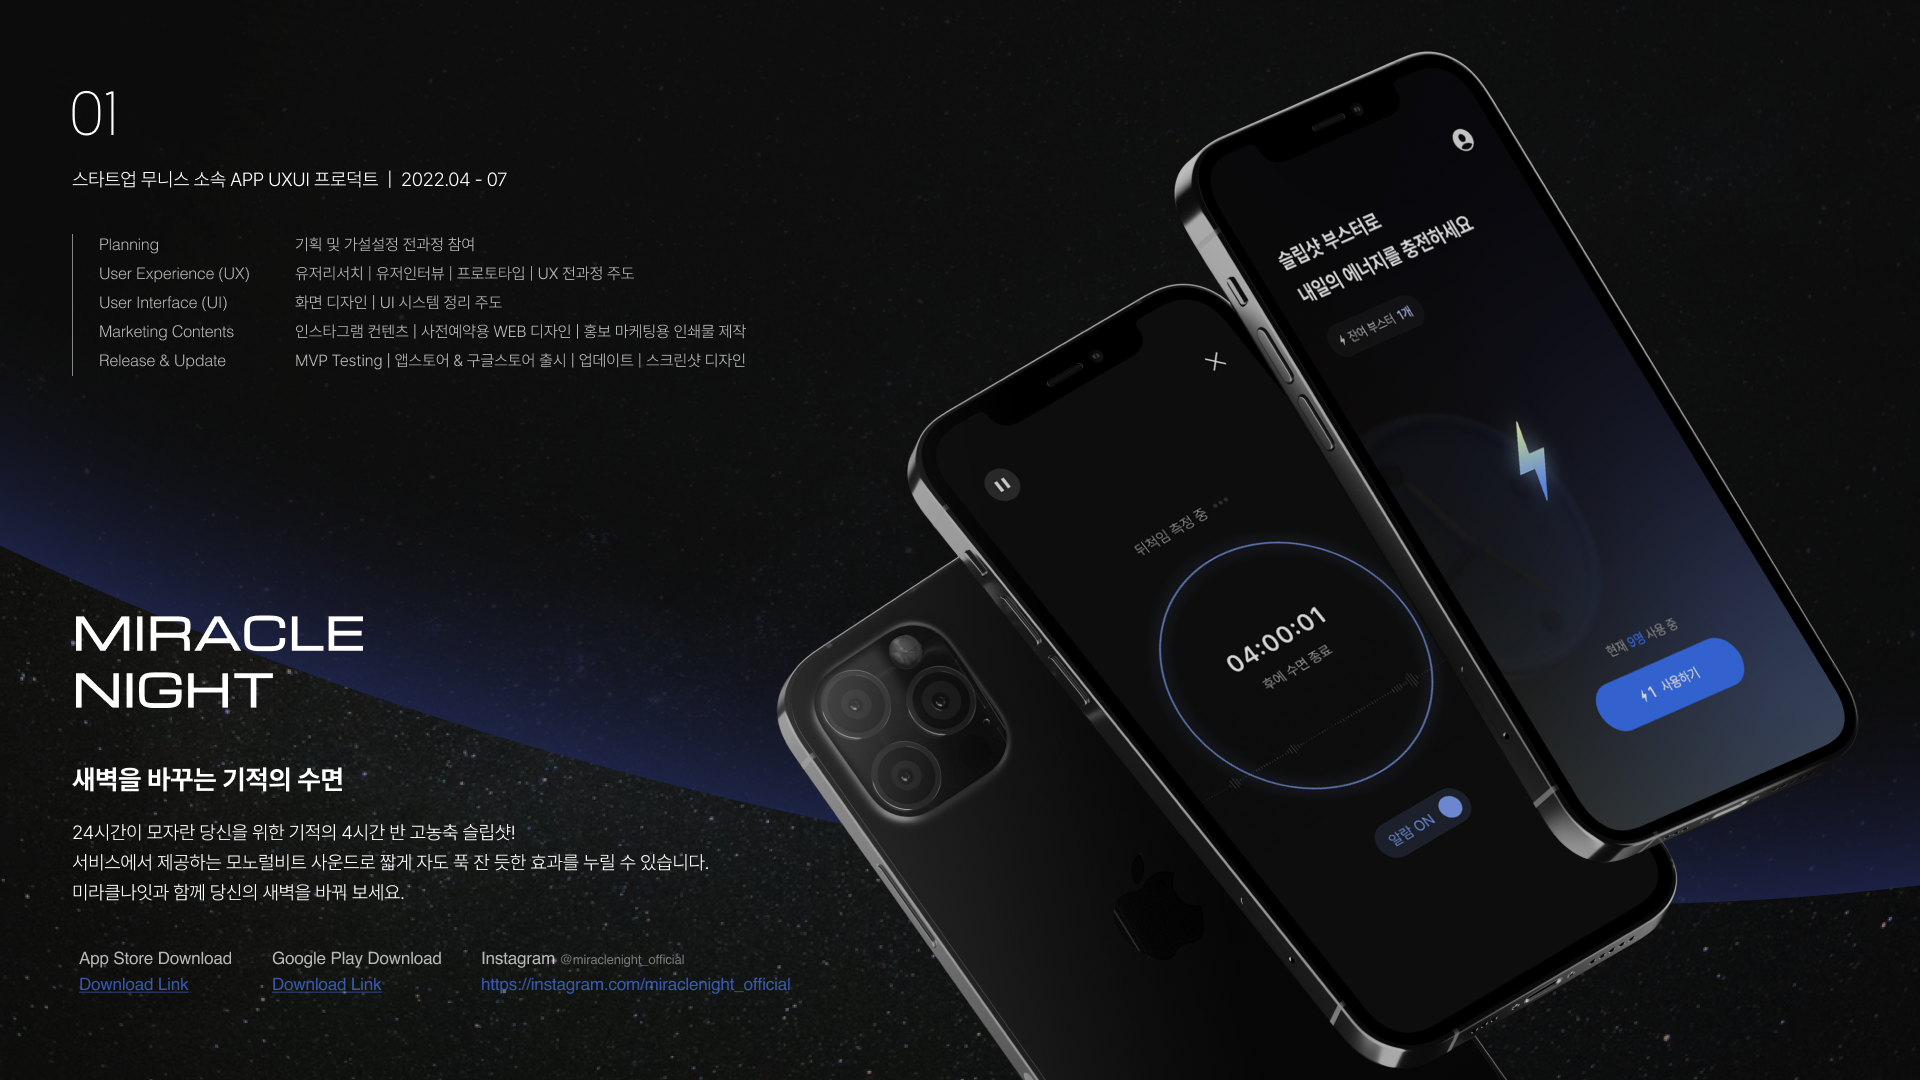 01
스타트업 무니스 소속 APP UXUI 프로덕트 | 2022.04 - 07
Planning 기획 및 가설설정 전과정 참여
User Experience (UX) 유저리서치 | 유저인터뷰 | 프로토타입 | UX 전과정 주도
User Interface (UI) 화면 디자인 | UI 시스템 정리 주도
Marketing Contents 인스타그램 컨텐츠 | 사전예약용 WEB 디자인 | 홍보 마케팅용 인쇄물 제작
Release & Update MVP Testing | 앱스토어 & 구글스토어 출시 | 업데이트 | 스크린샷 디자인
MIRACLE
NIGHT
새벽을 바꾸는 기적의 수면
24시간이 모자란 당신을 위한 기적의 4시간 반 고농축 슬립샷!
서비스에서 제공하는 모노럴비트 사운드로 짧게 자도 푹 잔 듯한 효과를 누릴 수 있습니다.
미라클나잇과 함께 당신의 새벽을 바꿔 보세요.
App Store Download
Download Link
Google Play Download
Download Link
Instagram @miraclenight_official
https://instagram.com/miraclenight_official
뒤척임 측정 중 •••
04:00:01
후에 수면 종료
알람 ON
슬립샷 부스터로
내일의 에너지를 충전하세요
잔여 부스터 1개
현재 9명 사용 중
1 사용하기